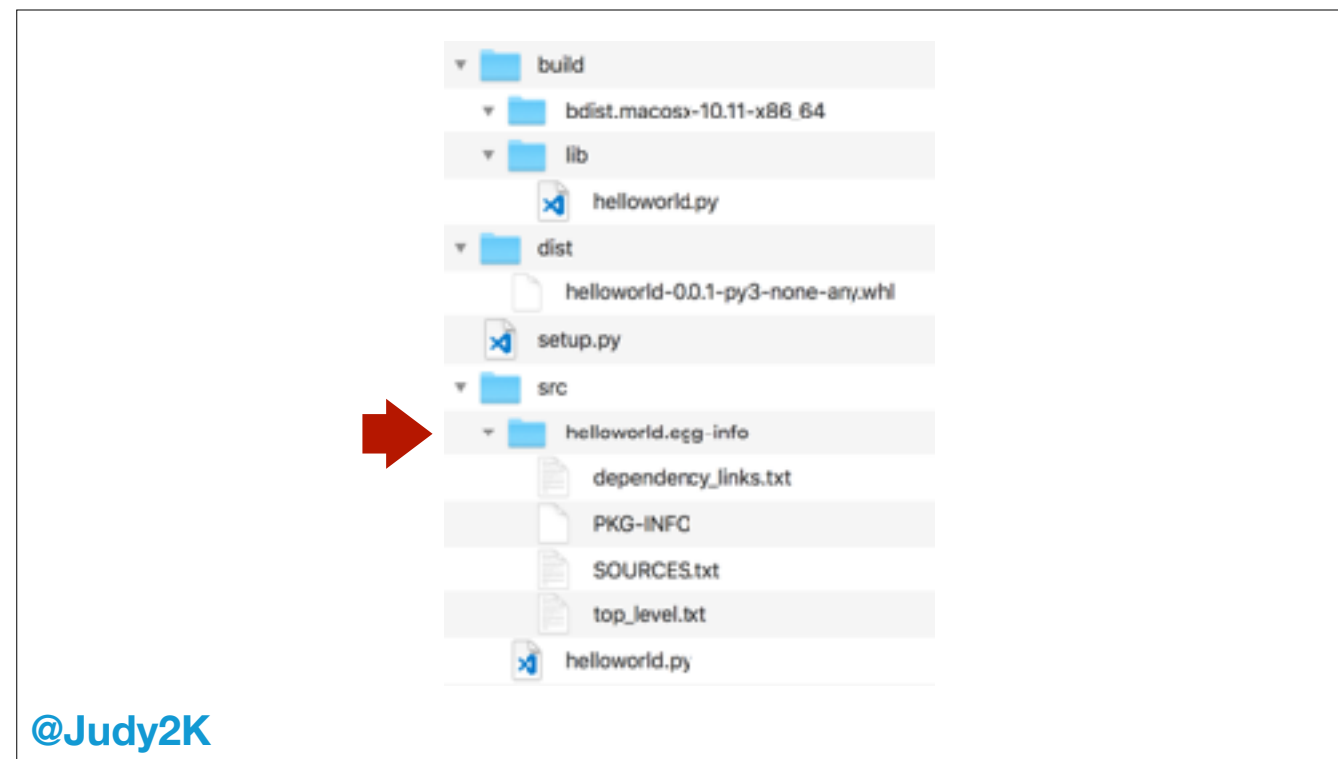 build
bdist.macosx-10.11-x86_64
lib
helloworld.py
dist
helloworld-0.0.1-py3-none-any.whl
setup.py
src
helloworld.egg-info
dependency_links.txt
PKG-INFO
SOURCES.txt
top_level.txt
helloworld.py
@Judy2K